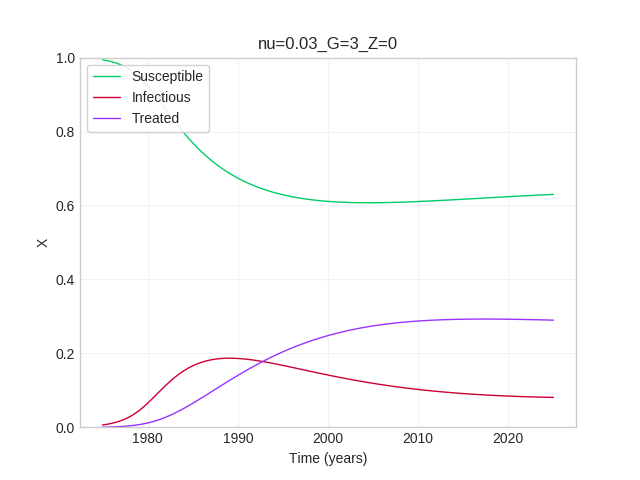 nu=0.03_G=3_Z=0
1.0
0.8
0.6
0.4
0.2
0.0
X
Susceptible
Infectious
Treated
1980
1990
2000
2010
2020
Time (years)